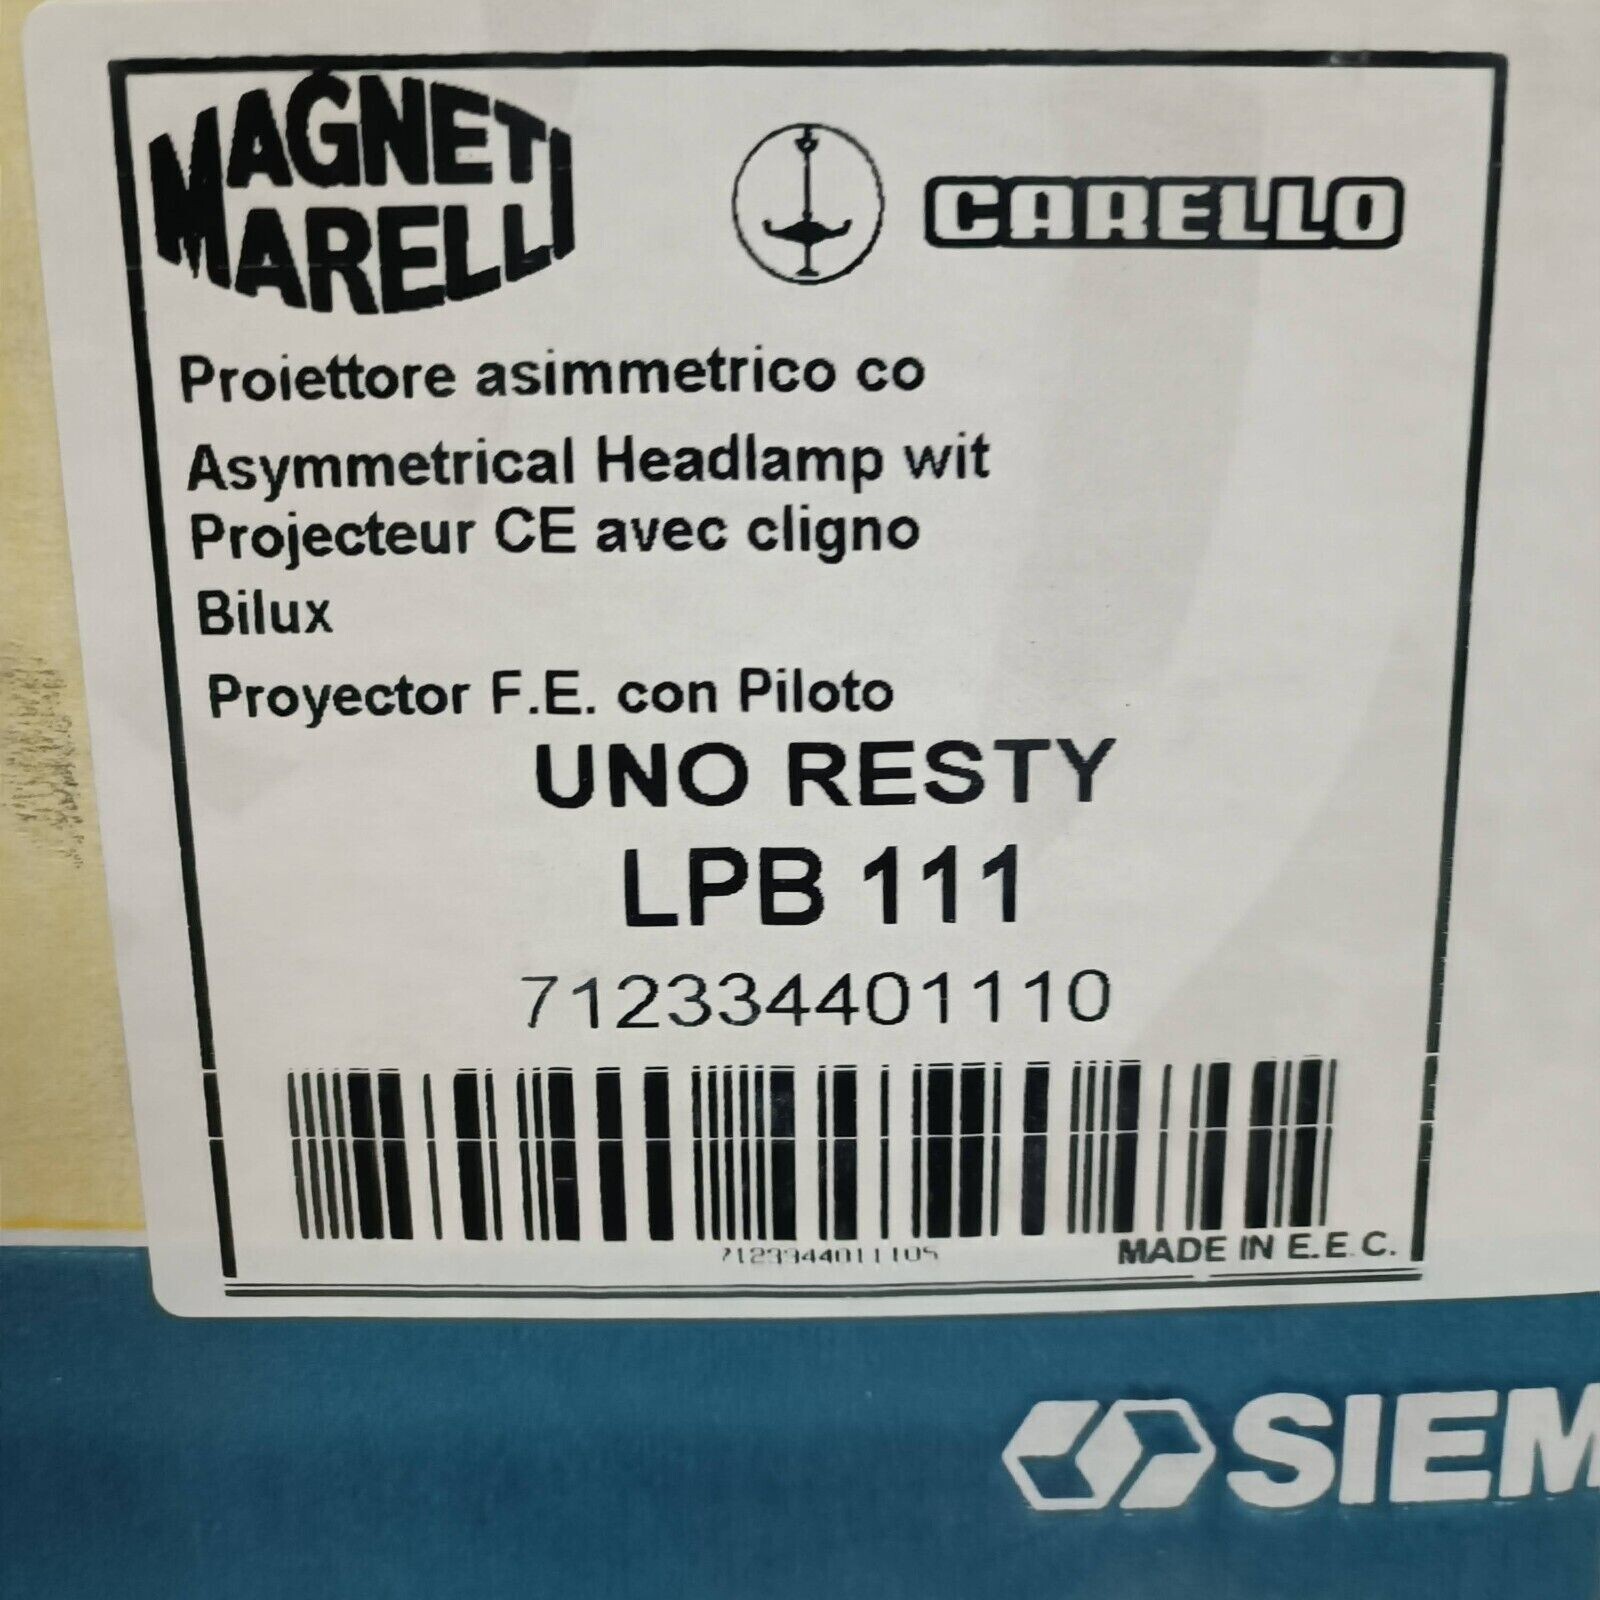 MAGNETI
MARELLI
CARELLO
Proiettore asimmetrico co
Asymmetrical Headlamp wit
Projecteur CE avec cligno
Bilux
Proyector F.E. con Piloto
UNO RESTY
LPB 111
712334401110
MADE IN E.E.C.
SIEM